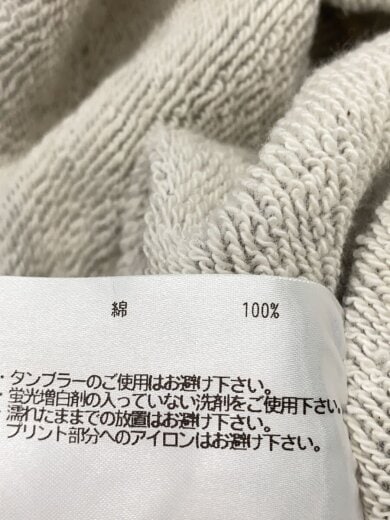 綿 100%
・タンブラーのご使用はお避け下さい。
・蛍光増白剤の入っていない洗剤をご使用下さい。
・濡れたままでの放置はお避け下さい。
プリント部分へのアイロンはお避け下さい。